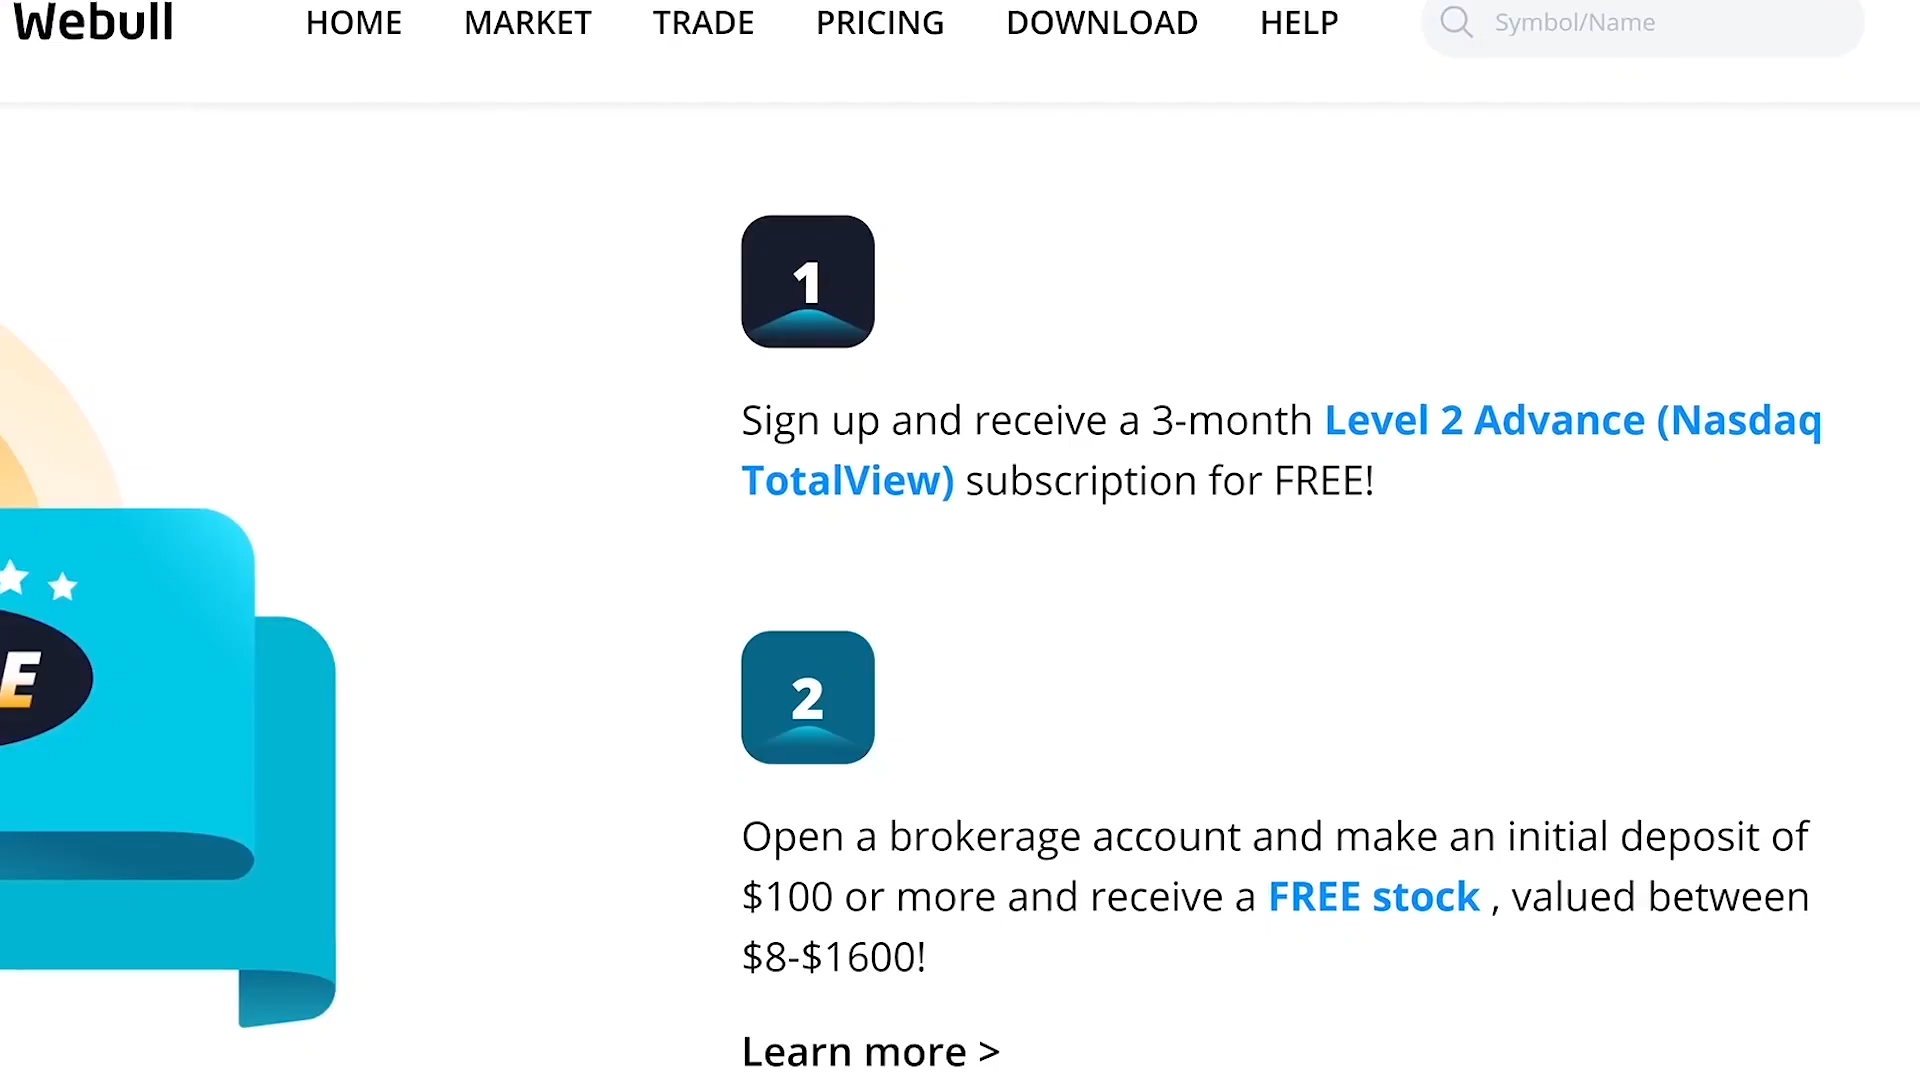 Webull HOME MARKET TRADE PRICING DOWNLOAD HELP Symbol/Name
1
Sign up and receive a 3-month Level 2 Advance (Nasdaq
TotalView) subscription for FREE!
E
2
Open a brokerage account and make an initial deposit of
$100 or more and receive a FREE stock , valued between
$8-$1600!
Learn more >